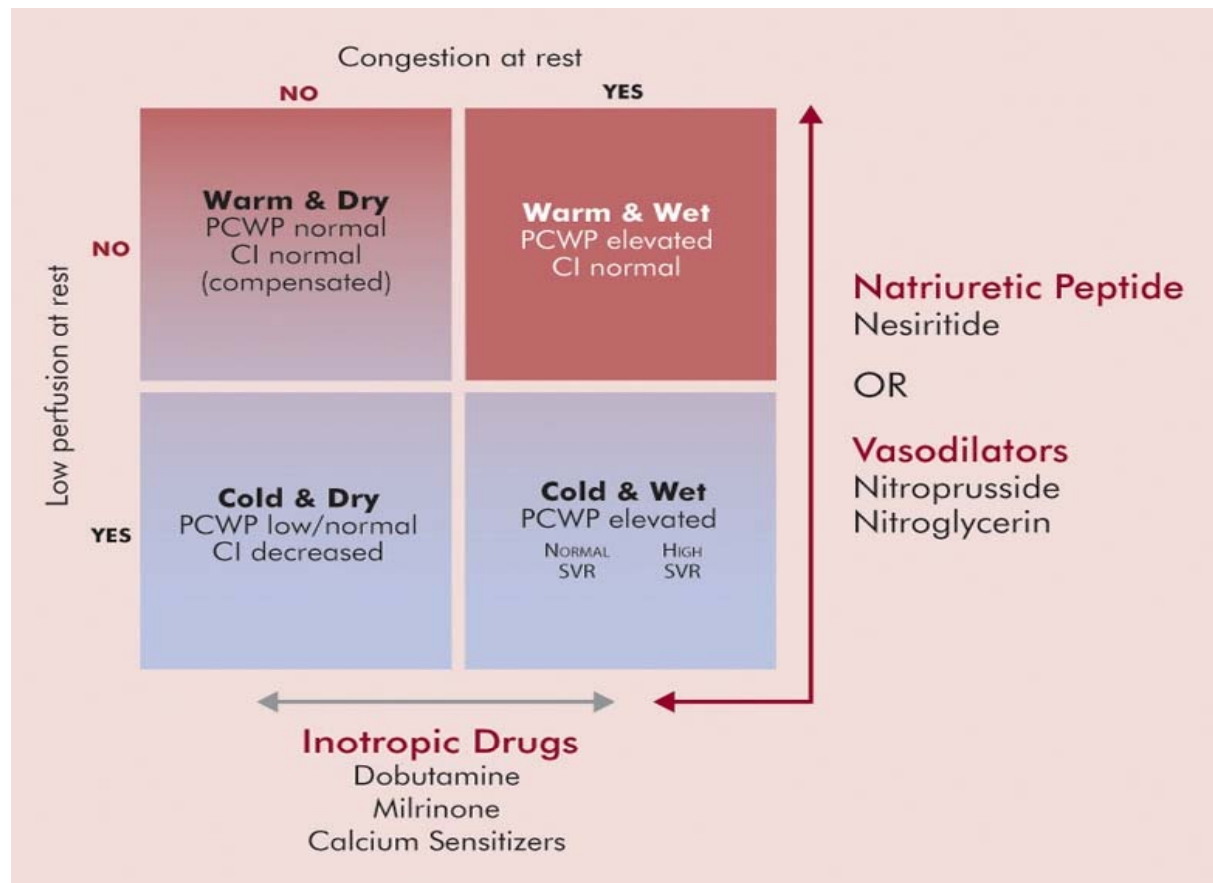 Congestion at rest
NO
YES
Low perfusion at rest
NO
Warm & Dry
PCWP normal
CI normal
(compensated)
Warm & Wet
PCWP elevated
CI normal
YES
Cold & Dry
PCWP low/normal
CI decreased
Cold & Wet
PCWP elevated
NORMAL
SVR
HIGH
SVR
Natriuretic Peptide
Nesiritide
OR
Vasodilators
Nitroprusside
Nitroglycerin
Inotropic Drugs
Dobutamine
Milrinone
Calcium Sensitizers